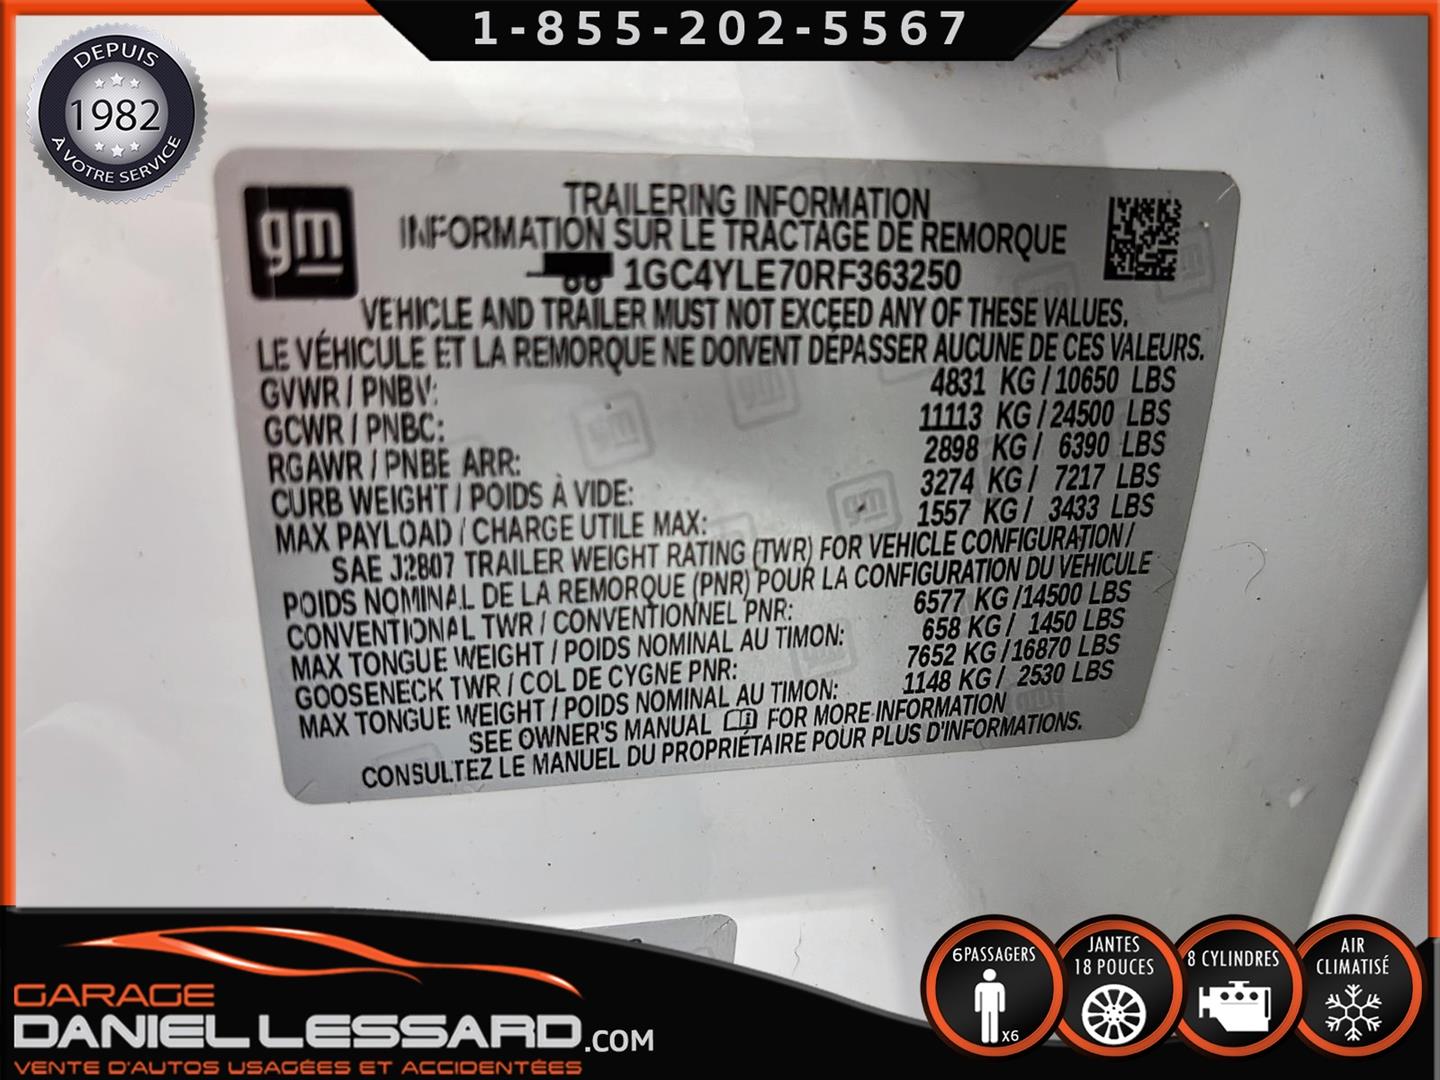 1-855-202-5567
DEPUIS
1982
À VOTRE SERVICE
gm
TRAILERING INFORMATION
INFORMATION SUR LE TRACTAGE DE REMORQUE
1GC4YLE70RF363250
VEHICLE AND TRAILER MUST NOT EXCEED ANY OF THESE VALUES.
LE VÉHICULE ET LA REMORQUE NE DOIVENT DÉPASSER AUCUNE DE CES VALEURS.
GVWR / PNBV: 4831 KG / 10650 LBS
GCWR / PNBC: 11113 KG / 24500 LBS
RGAWR / PNBE ARR: 2898 KG / 6390 LBS
CURB WEIGHT / POIDS À VIDE: 3274 KG / 7217 LBS
MAX PAYLOAD / CHARGE UTILE MAX: 1557 KG / 3433 LBS
SAE J2807 TRAILER WEIGHT RATING (TWR) FOR VEHICLE CONFIGURATION /
POIDS NOMINAL DE LA REMORQUE (PNR) POUR LA CONFIGURATION DU VÉHICULE
CONVENTIONAL TWR / CONVENTIONNEL PNR: 6577 KG / 14500 LBS
MAX TONGUE WEIGHT / POIDS NOMINAL AU TIMON: 658 KG / 1450 LBS
GOOSENECK TWR / COL DE CYGNE PNR: 7652 KG / 16870 LBS
MAX TONGUE WEIGHT / POIDS NOMINAL AU TIMON: 1148 KG / 2530 LBS
SEE OWNER'S MANUAL FOR MORE INFORMATION
CONSULTEZ LE MANUEL DU PROPRIÉTAIRE POUR PLUS D'INFORMATIONS.
GARAGE
DANIEL LESSARD.COM
VENTE D'AUTOS USAGÉES ET ACCIDENTÉES
6 PASSAGERS
X6
JANTES
18 POUCES
8 CYLINDRES
AIR
CLIMATISÉ